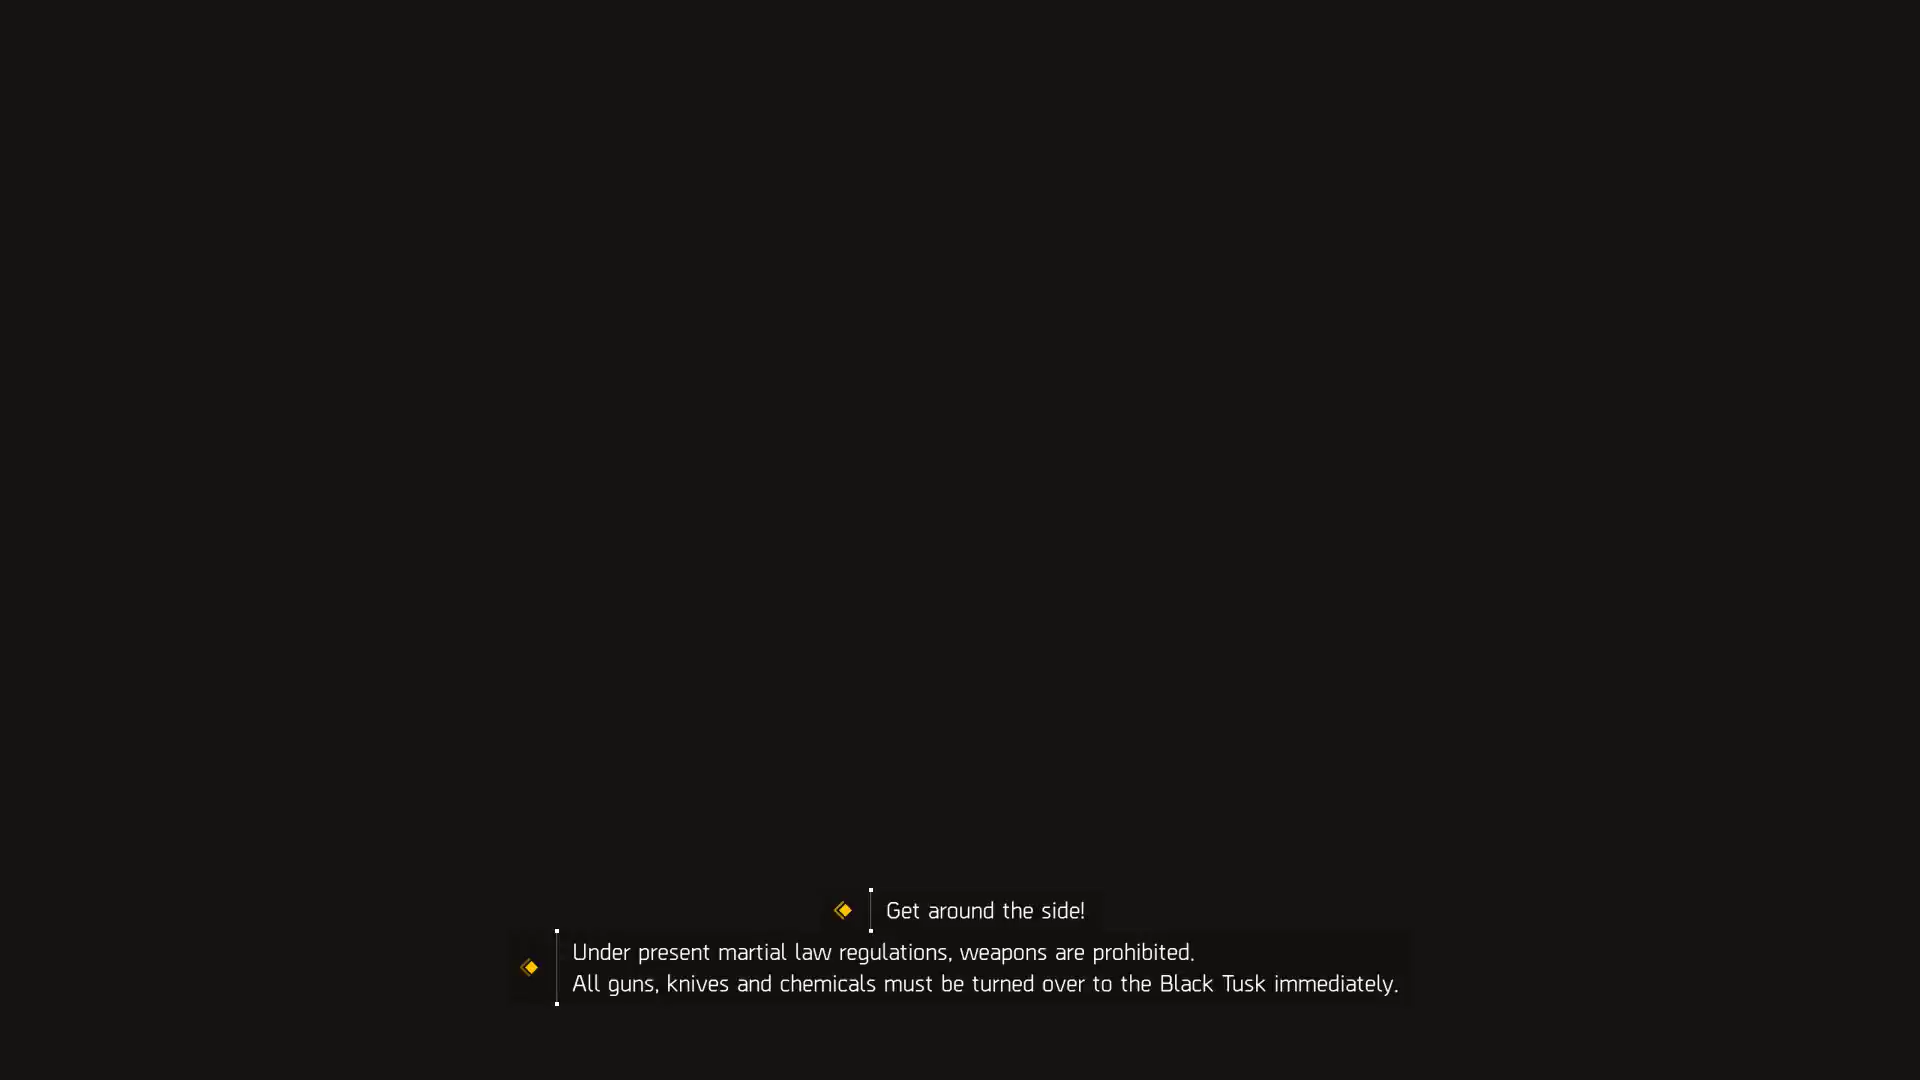 Get around the side!
Under present martial law regulations, weapons are prohibited.
All guns, knives and chemicals must be turned over to the Black Tusk immediately.